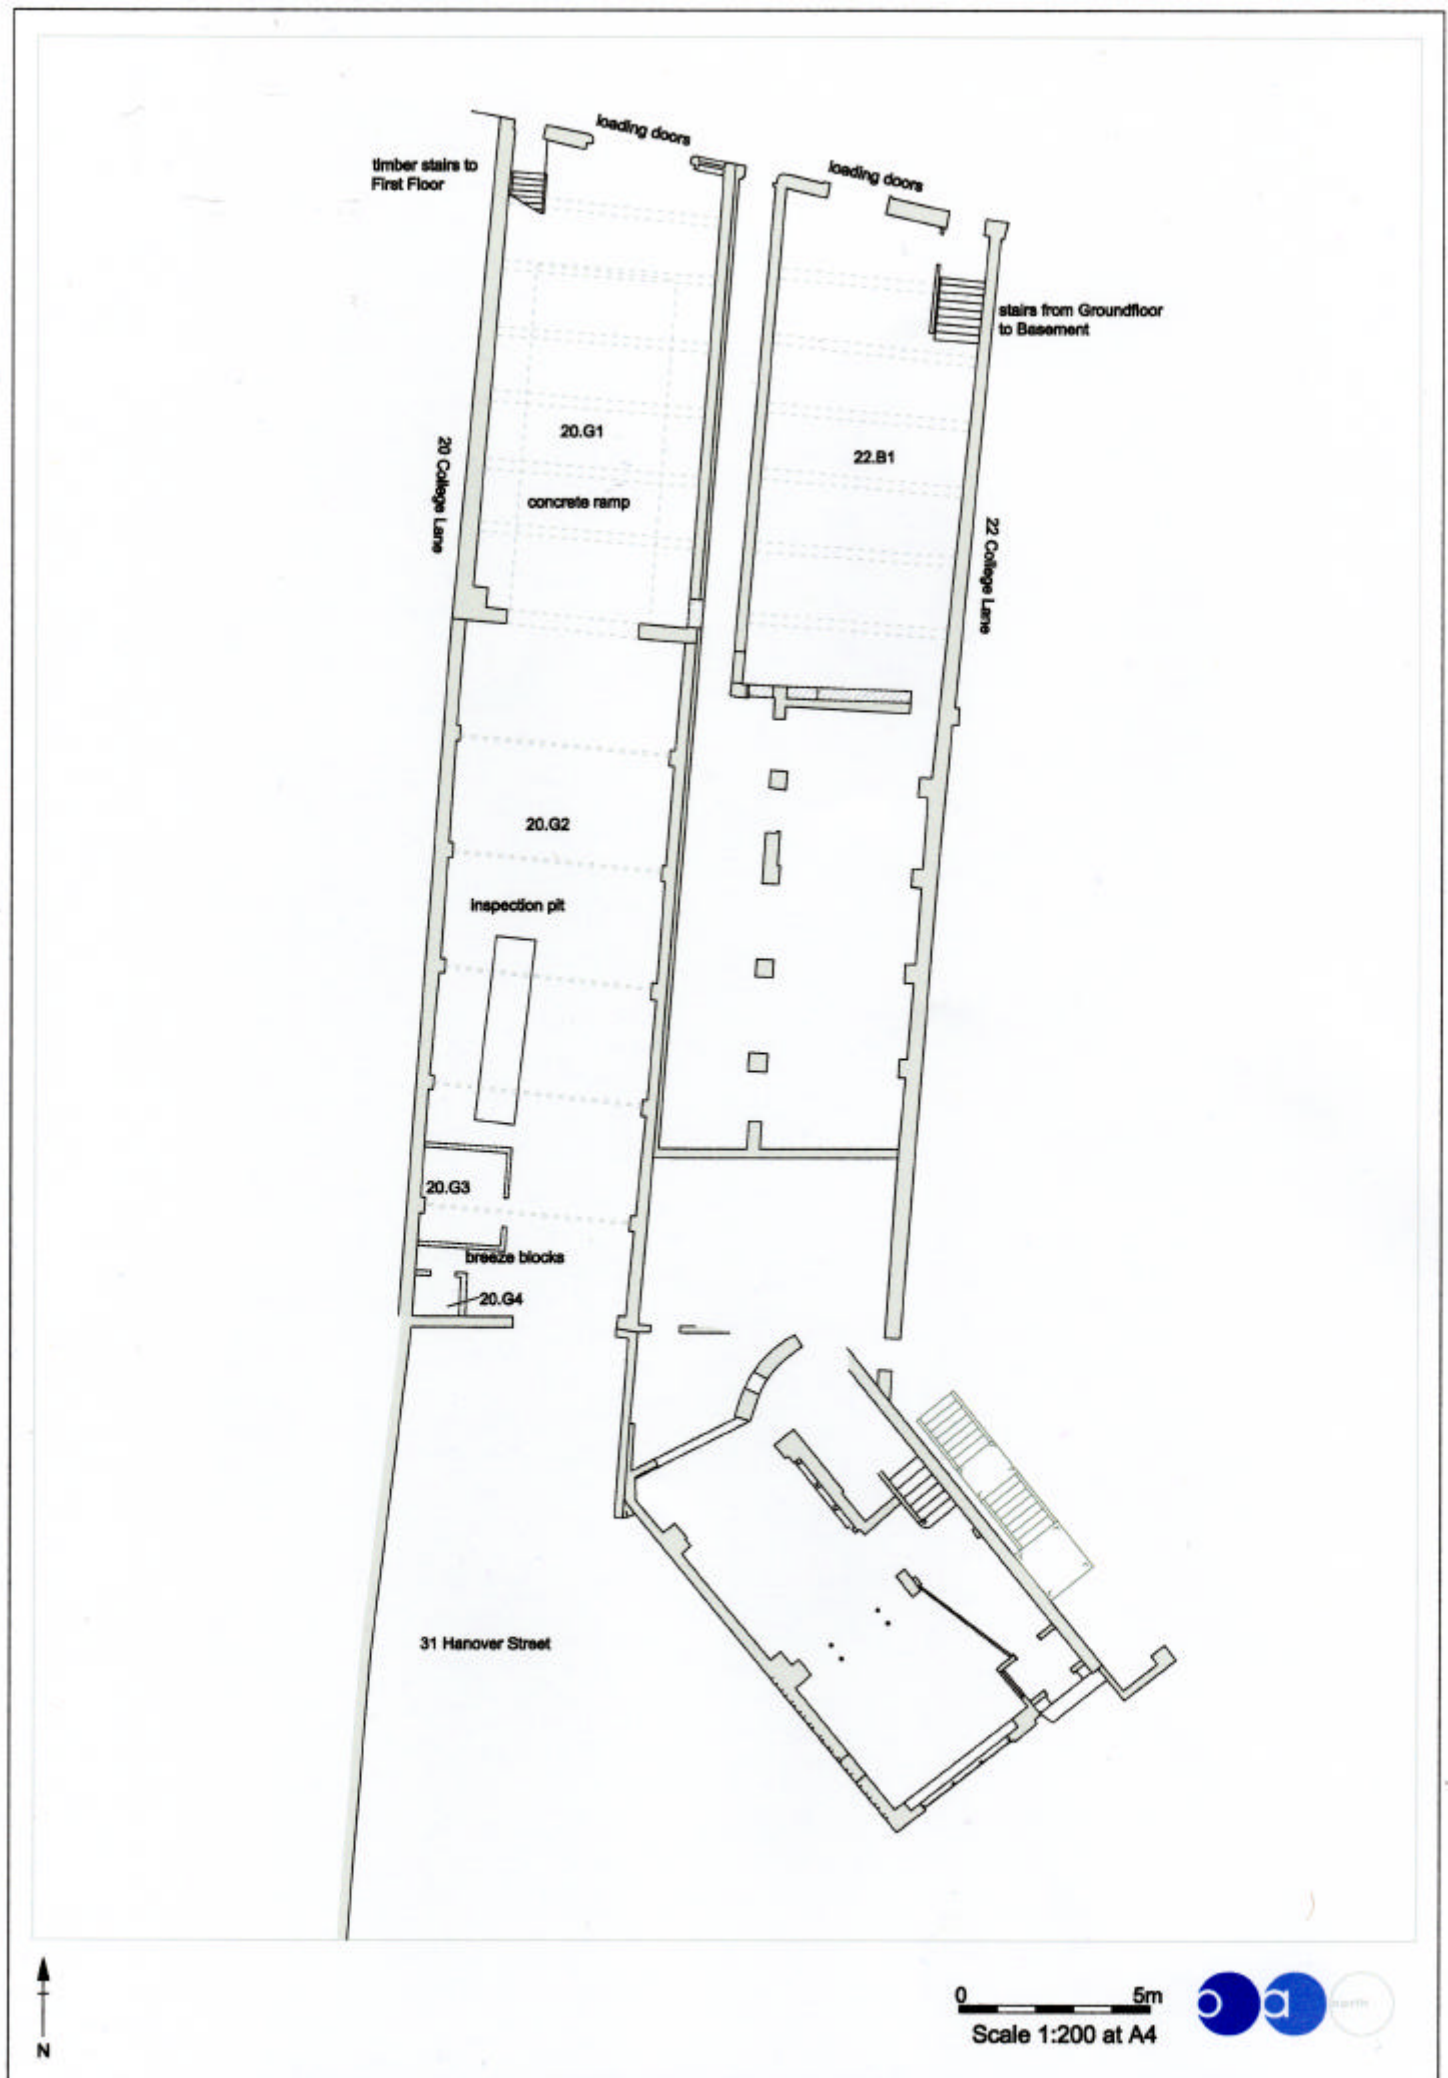 loading doors
timber stairs to
First Floor
loading doors
stairs from Groundfloor
to Basement
20.G1
22.B1
20 College Lane
concrete ramp
22 College Lane
20.G2
inspection pit
20.G3
breeze blocks
20.G4
31 Hanover Street
N
0 5m
Scale 1:200 at A4
o a north